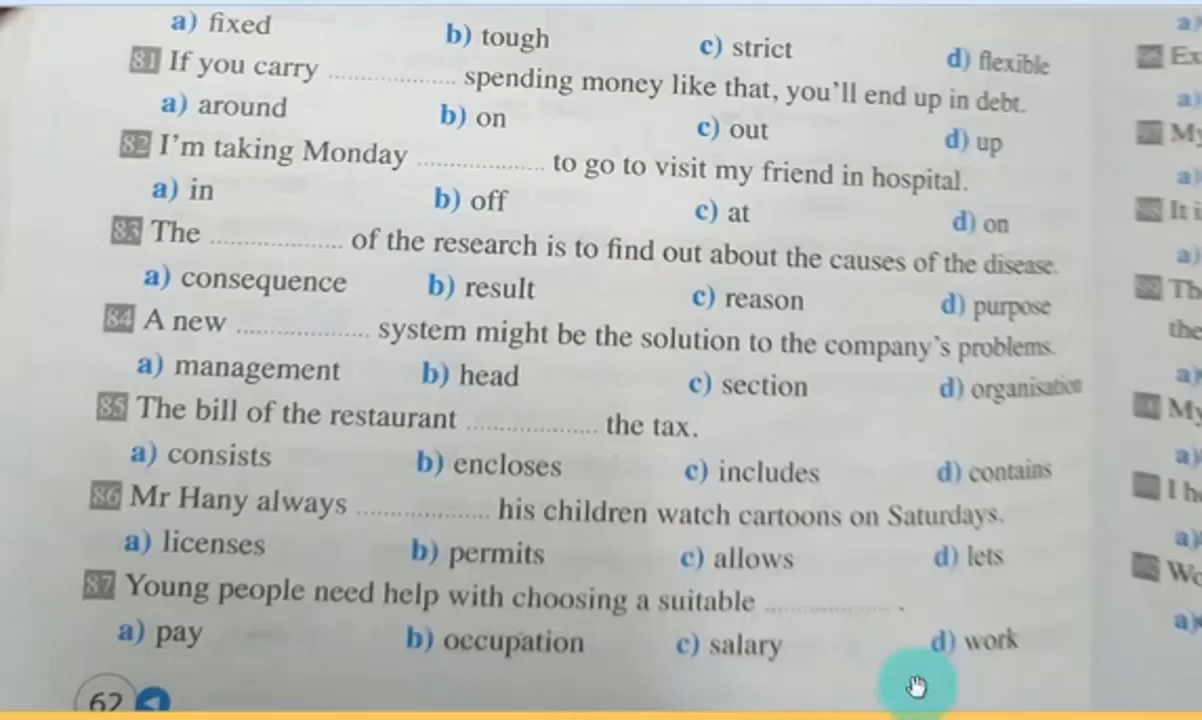 a) fixed b) tough c) strict d) flexible
81 If you carry .................. spending money like that, you'll end up in debt.
a) around b) on c) out d) up
82 I'm taking Monday .................. to go to visit my friend in hospital.
a) in b) off c) at d) on
83 The .................. of the research is to find out about the causes of the disease.
a) consequence b) result c) reason d) purpose
84 A new .................. system might be the solution to the company's problems.
a) management b) head c) section d) organisation
85 The bill of the restaurant .................. the tax.
a) consists b) encloses c) includes d) contains
86 Mr Hany always .................. his children watch cartoons on Saturdays.
a) licenses b) permits c) allows d) lets
87 Young people need help with choosing a suitable .................. .
a) pay b) occupation c) salary d) work
62